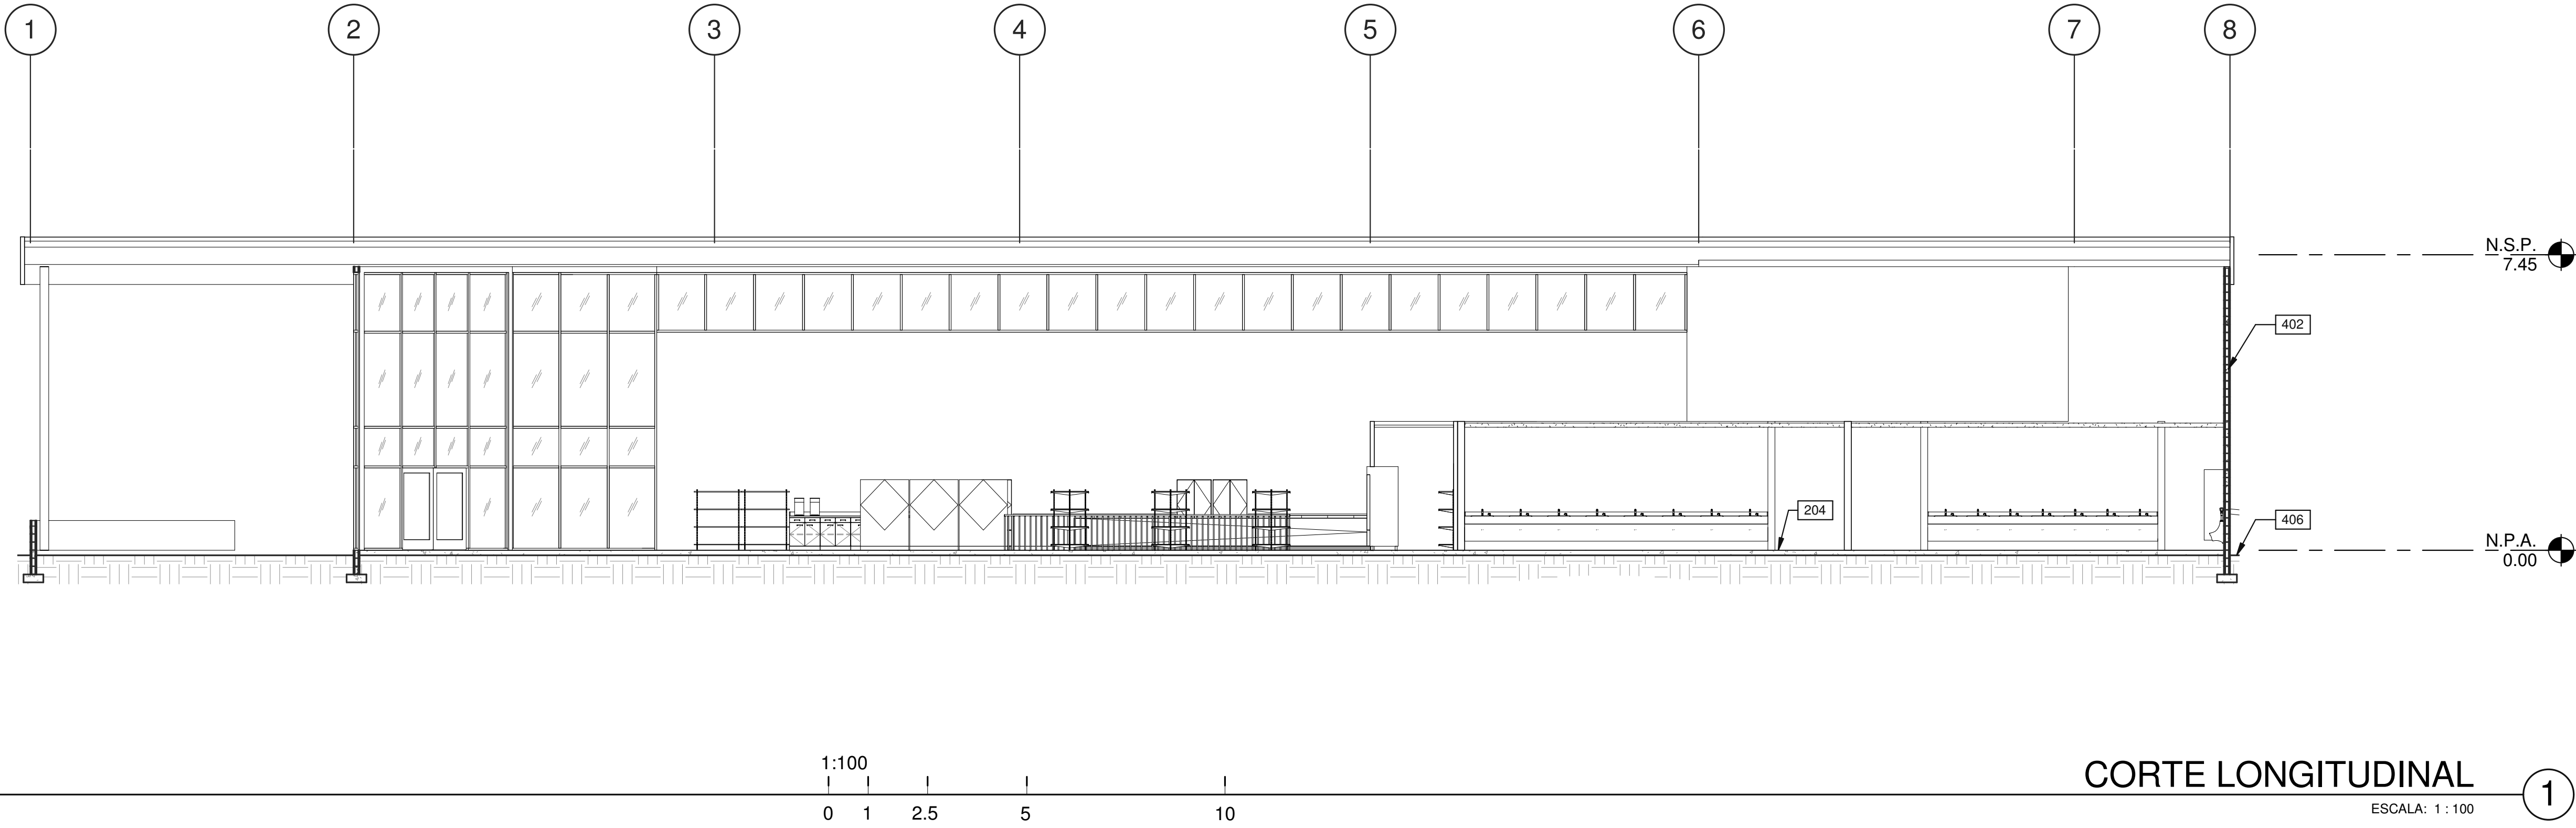 1 2 3 4 5 6 7 8
N.S.P.
7.45
402
204
406
N.P.A.
0.00
1:100
0 1 2.5 5 10
CORTE LONGITUDINAL
1
ESCALA: 1 : 100